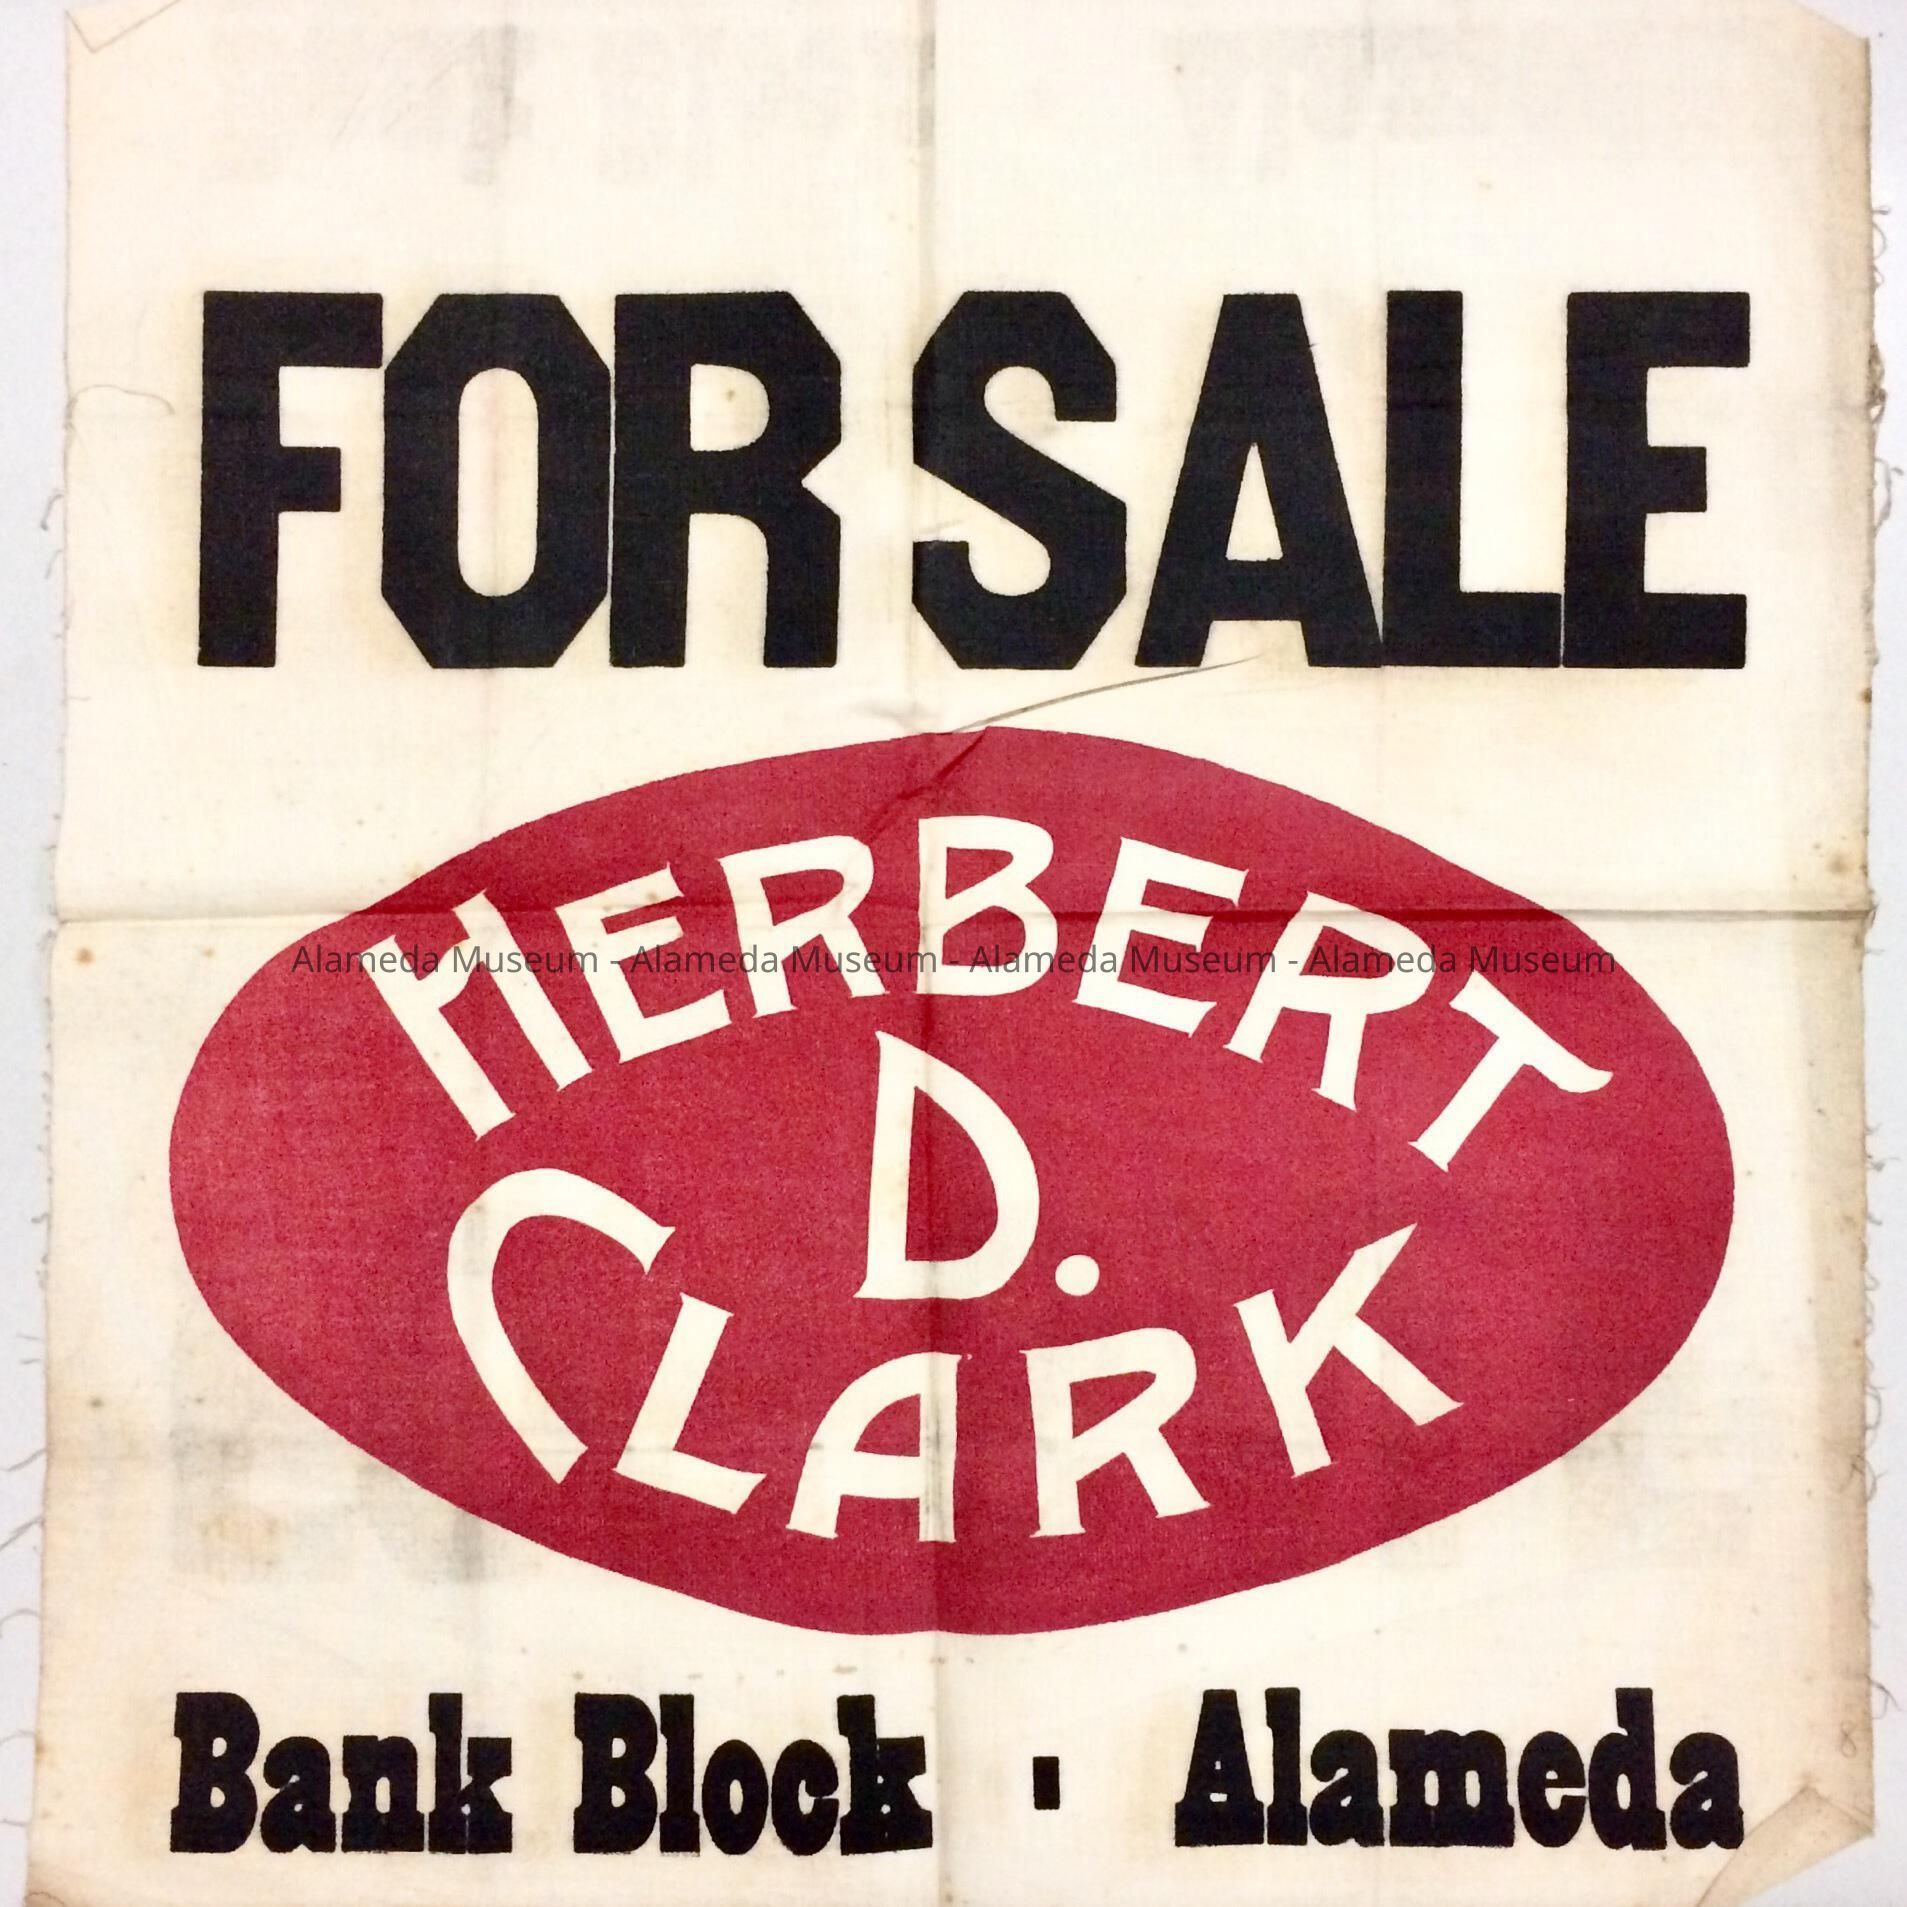 FOR SALE
HERBERT
D.
CLARK
Alameda Museum - Alameda Museum - Alameda Museum - Alameda Museum
Bank Block · Alameda